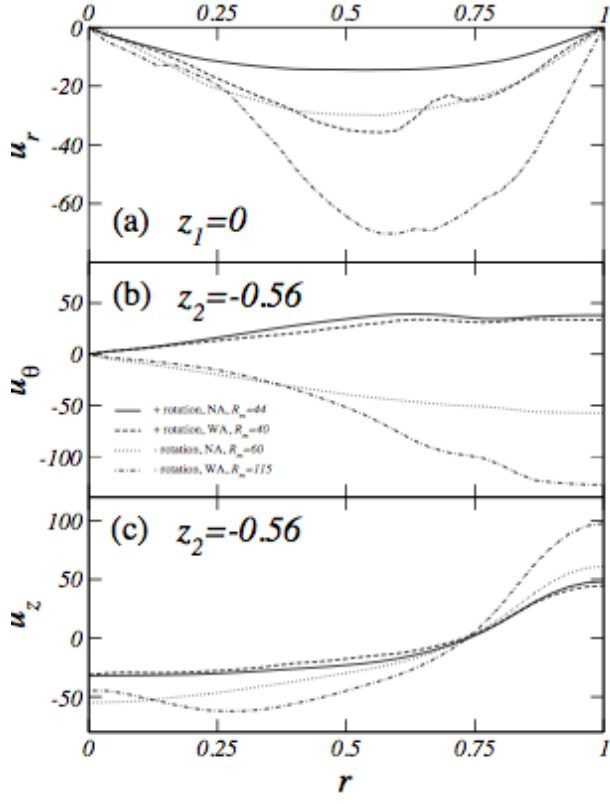 0 0.25 0.5 0.75 1
0
-20
-40
-60
u_r
(a) z_1=0
50
0
-50
-100
u_θ
(b) z_2=-0.56
+ rotation, NA, R_m=44
+ rotation, WA, R_m=40
- rotation, NA, R_m=60
- rotation, WA, R_m=115
100
50
0
-50
u_z
(c) z_2=-0.56
0 0.25 0.5 0.75 1
r